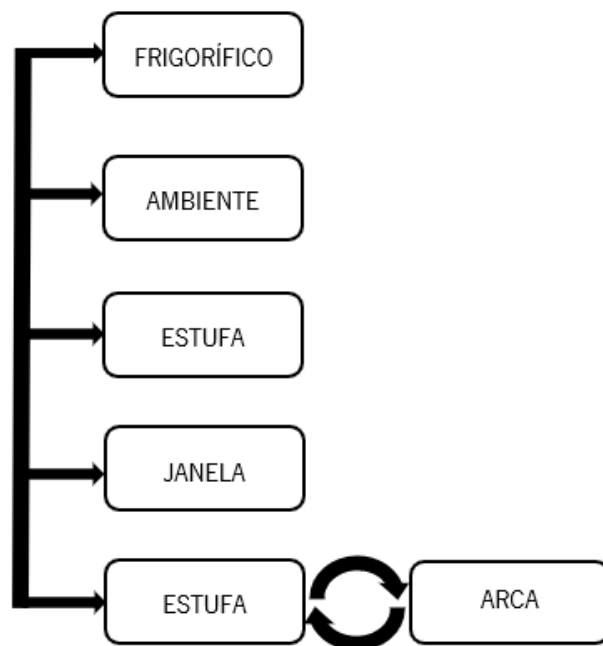 FRIGORÍFICO
AMBIENTE
ESTUFA
JANELA
ESTUFA
ARCA